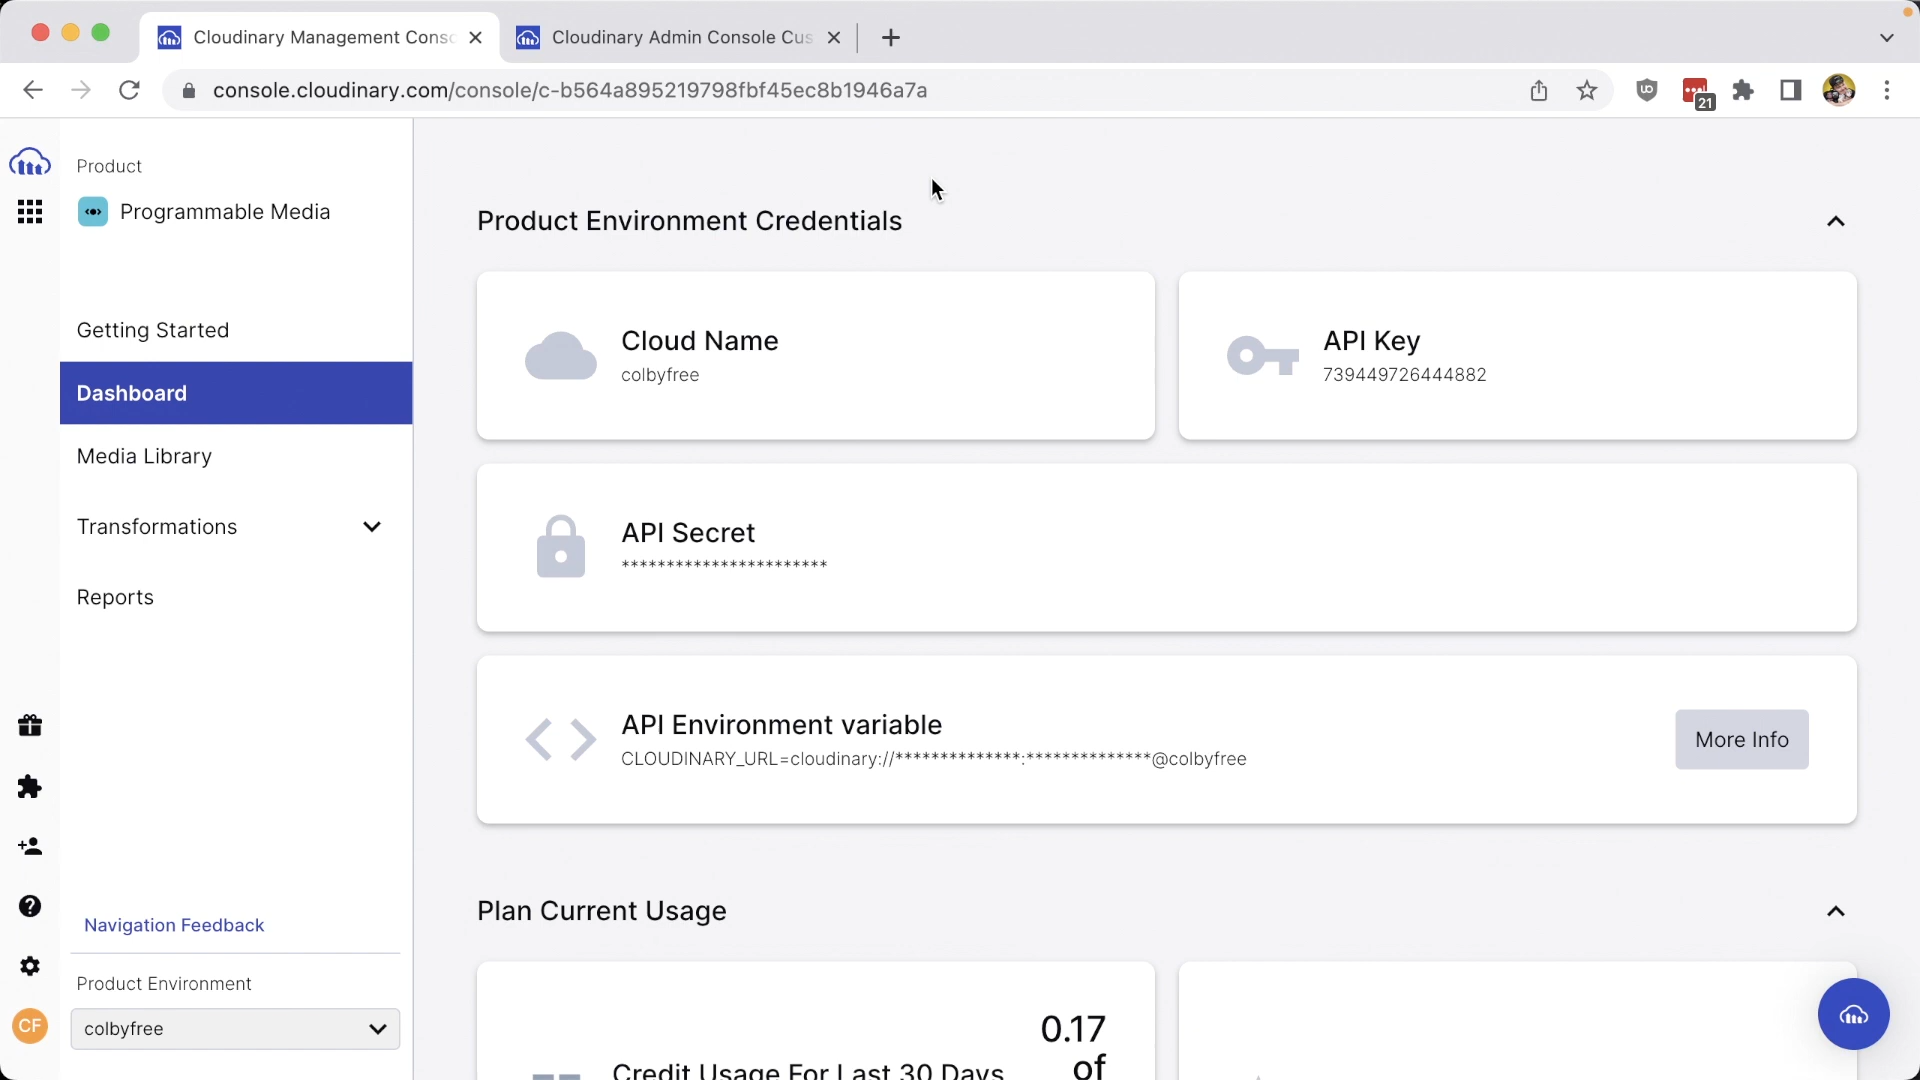 Cloudinary Management Conso
Cloudinary Admin Console Cus
console.cloudinary.com/console/c-b564a895219798fbf45ec8b1946a7a
21
Product
Programmable Media
Getting Started
Dashboard
Media Library
Transformations
Reports
Navigation Feedback
Product Environment
CF
colbyfree
Product Environment Credentials
Cloud Name
colbyfree
API Key
739449726444882
API Secret
***********************
API Environment variable
CLOUDINARY_URL=cloudinary://**************:**************@colbyfree
More Info
Plan Current Usage
Credit Usage For Last 30 Days
0.17
of